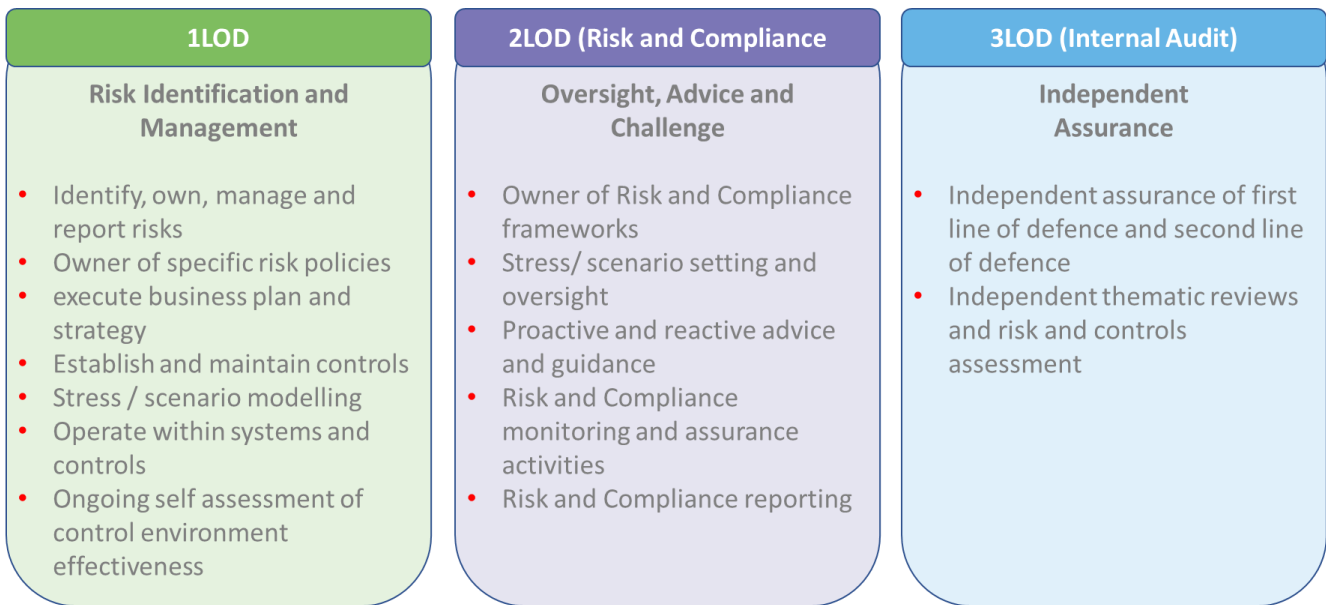 1LOD
Risk Identification and
Management
• Identify, own, manage and
report risks
• Owner of specific risk policies
• execute business plan and
strategy
• Establish and maintain controls
• Stress / scenario modelling
• Operate within systems and
controls
• Ongoing self assessment of
control environment
effectiveness
2LOD (Risk and Compliance
Oversight, Advice and
Challenge
• Owner of Risk and Compliance
frameworks
• Stress/ scenario setting and
oversight
• Proactive and reactive advice
and guidance
• Risk and Compliance
monitoring and assurance
activities
• Risk and Compliance reporting
3LOD (Internal Audit)
Independent
Assurance
• Independent assurance of first
line of defence and second line
of defence
• Independent thematic reviews
and risk and controls
assessment